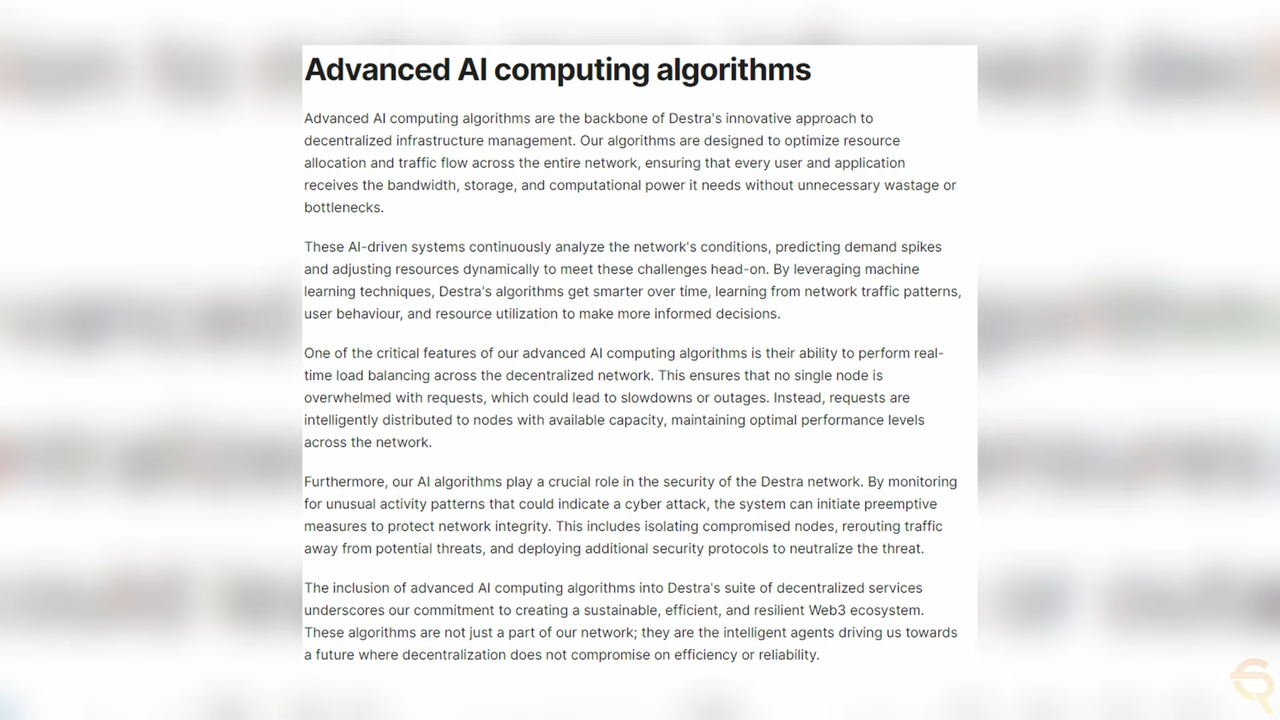 Advanced AI computing algorithms
Advanced AI computing algorithms are the backbone of Destra's innovative approach to
decentralized infrastructure management. Our algorithms are designed to optimize resource
allocation and traffic flow across the entire network, ensuring that every user and application
receives the bandwidth, storage, and computational power it needs without unnecessary wastage or
bottlenecks.
These AI-driven systems continuously analyze the network's conditions, predicting demand spikes
and adjusting resources dynamically to meet these challenges head-on. By leveraging machine
learning techniques, Destra's algorithms get smarter over time, learning from network traffic patterns,
user behaviour, and resource utilization to make more informed decisions.
One of the critical features of our advanced AI computing algorithms is their ability to perform real-
time load balancing across the decentralized network. This ensures that no single node is
overwhelmed with requests, which could lead to slowdowns or outages. Instead, requests are
intelligently distributed to nodes with available capacity, maintaining optimal performance levels
across the network.
Furthermore, our AI algorithms play a crucial role in the security of the Destra network. By monitoring
for unusual activity patterns that could indicate a cyber attack, the system can initiate preemptive
measures to protect network integrity. This includes isolating compromised nodes, rerouting traffic
away from potential threats, and deploying additional security protocols to neutralize the threat.
The inclusion of advanced AI computing algorithms into Destra's suite of decentralized services
underscores our commitment to creating a sustainable, efficient, and resilient Web3 ecosystem.
These algorithms are not just a part of our network; they are the intelligent agents driving us towards
a future where decentralization does not compromise on efficiency or reliability.